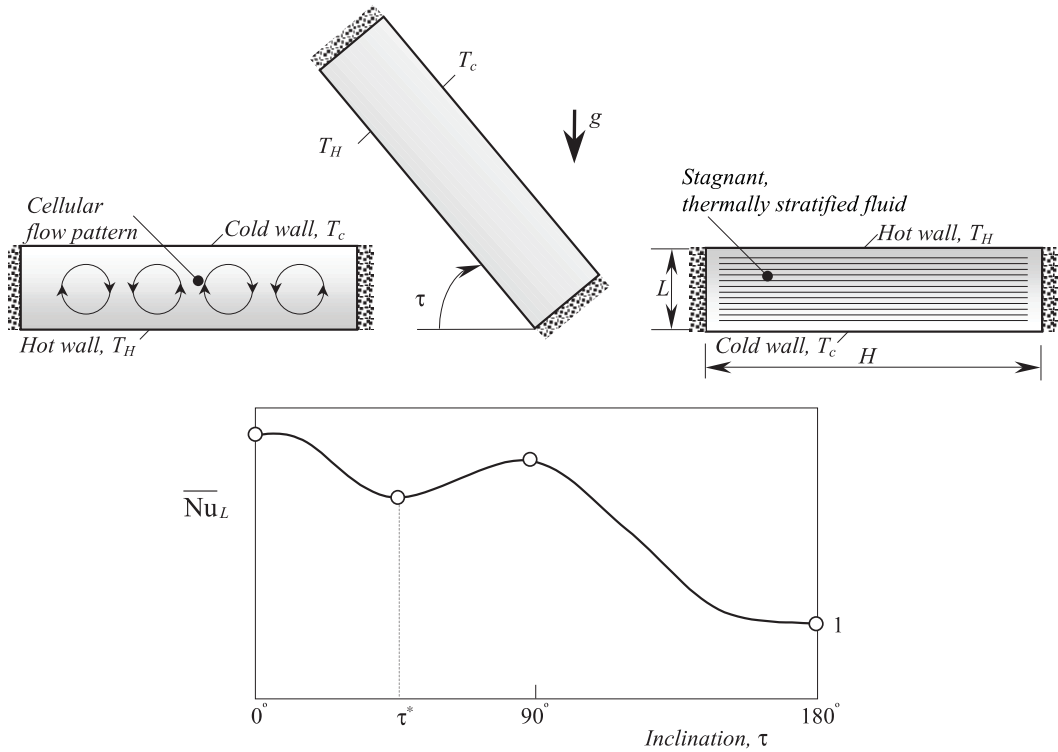 T_c
g
T_H
Cellular
flow pattern
Cold wall, T_c
Hot wall, T_H
τ
Stagnant,
thermally stratified fluid
Hot wall, T_H
L
Cold wall, T_c
H
N̅u̅_L
1
0°
τ*
90°
180°
Inclination, τ